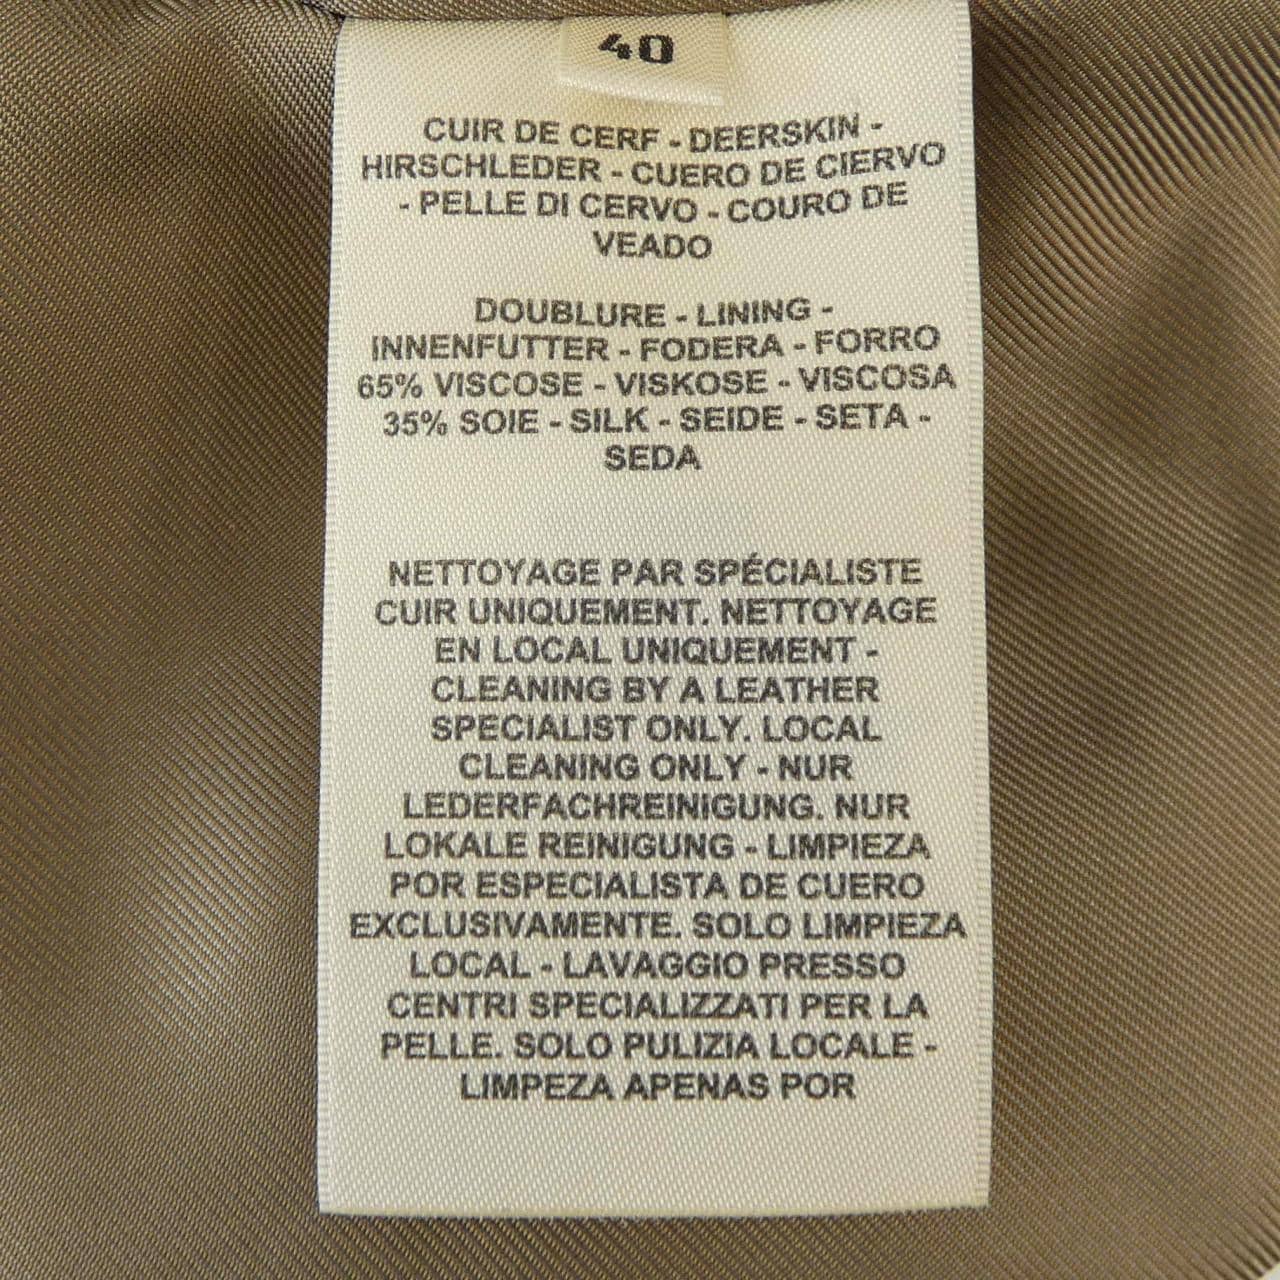 40
CUIR DE CERF - DEERSKIN -
HIRSCHLEDER - CUERO DE CIERVO
- PELLE DI CERVO - COURO DE
VEADO
DOUBLURE - LINING -
INNENFUTTER - FODERA - FORRO
65% VISCOSE - VISKOSE - VISCOSA
35% SOIE - SILK - SEIDE - SETA -
SEDA
NETTOYAGE PAR SPÉCIALISTE
CUIR UNIQUEMENT. NETTOYAGE
EN LOCAL UNIQUEMENT -
CLEANING BY A LEATHER
SPECIALIST ONLY. LOCAL
CLEANING ONLY - NUR
LEDERFACHREINIGUNG. NUR
LOKALE REINIGUNG - LIMPIEZA
POR ESPECIALISTA DE CUERO
EXCLUSIVAMENTE. SOLO LIMPIEZA
LOCAL - LAVAGGIO PRESSO
CENTRI SPECIALIZZATI PER LA
PELLE. SOLO PULIZIA LOCALE -
LIMPEZA APENAS POR